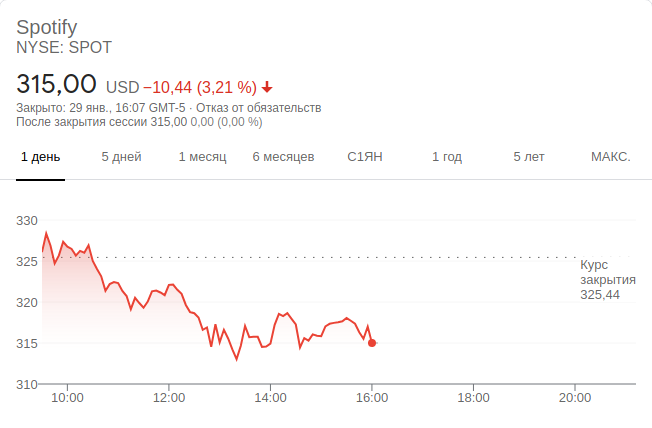 Spotify
NYSE: SPOT
315,00 USD −10,44 (3,21 %)
Закрыто: 29 янв., 16:07 GMT-5 · Отказ от обязательств
После закрытия сессии 315,00 0,00 (0,00 %)
1 день 5 дней 1 месяц 6 месяцев С1ЯН 1 год 5 лет МАКС.
330
325
Курс
закрытия
325,44
320
315
310
10:00 12:00 14:00 16:00 18:00 20:00